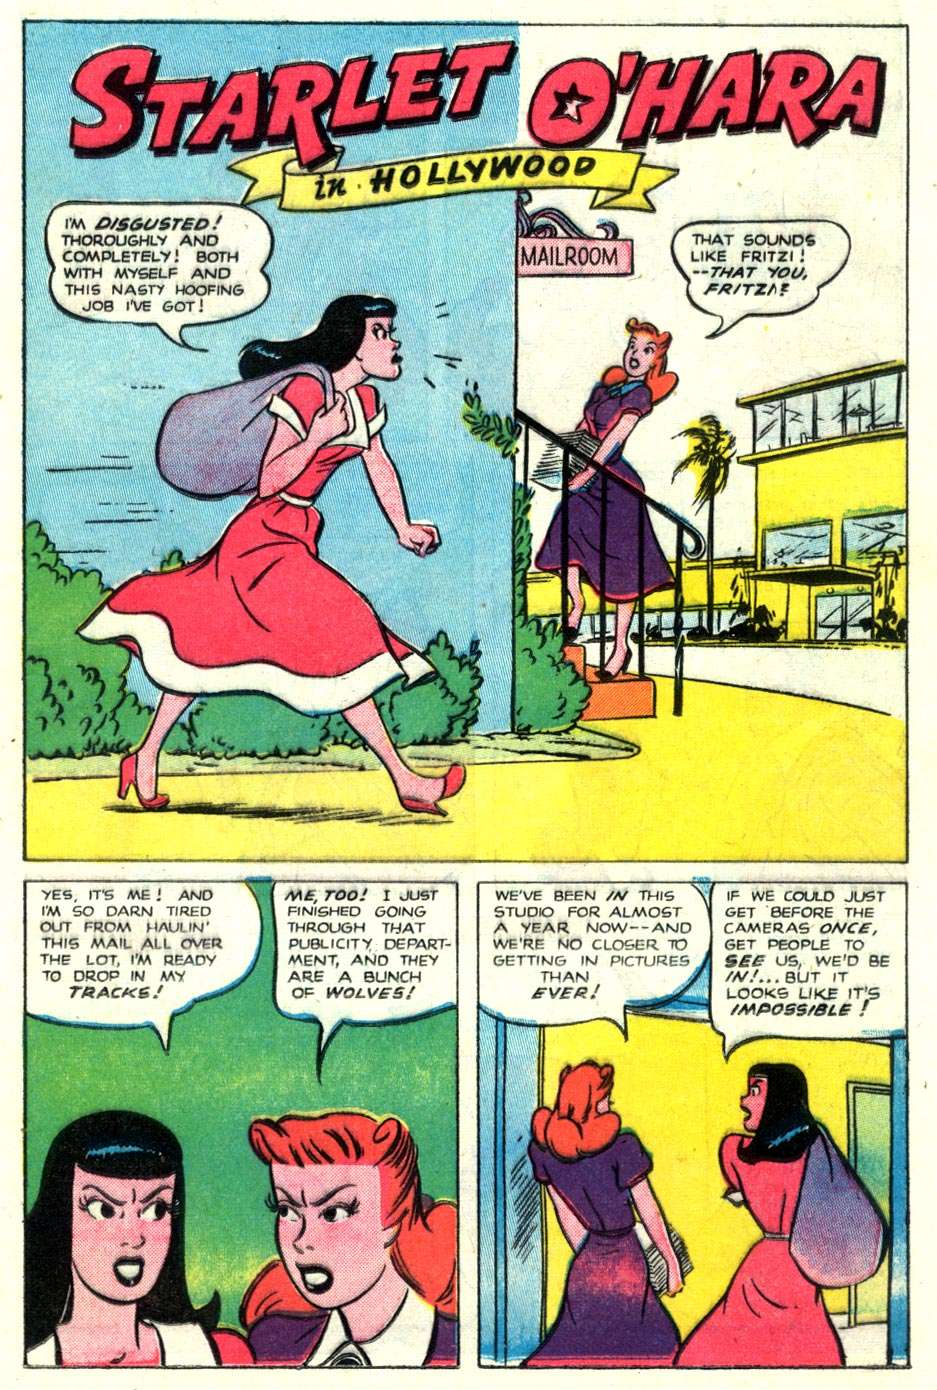 STARLET O'HARA
in HOLLYWOOD
I'M DISGUSTED!
THOROUGHLY AND
COMPLETELY! BOTH
WITH MYSELF AND
THIS NASTY HOOFING
JOB I'VE GOT!
MAILROOM
THAT SOUNDS
LIKE FRITZI!
--THAT YOU,
FRITZI?
YES, IT'S ME! AND
I'M SO DARN TIRED
OUT FROM HAULIN'
THIS MAIL ALL OVER
THE LOT, I'M READY
TO DROP IN MY
TRACKS!
ME, TOO! I JUST
FINISHED GOING
THROUGH THAT
PUBLICITY DEPART-
MENT, AND THEY
ARE A BUNCH
OF WOLVES!
WE'VE BEEN IN THIS
STUDIO FOR ALMOST
A YEAR NOW--AND
WE'RE NO CLOSER TO
GETTING IN PICTURES
THAN
EVER!
IF WE COULD JUST
GET BEFORE THE
CAMERAS ONCE,
GET PEOPLE TO
SEE US, WE'D BE
IN!...BUT IT
LOOKS LIKE IT'S
IMPOSSIBLE!